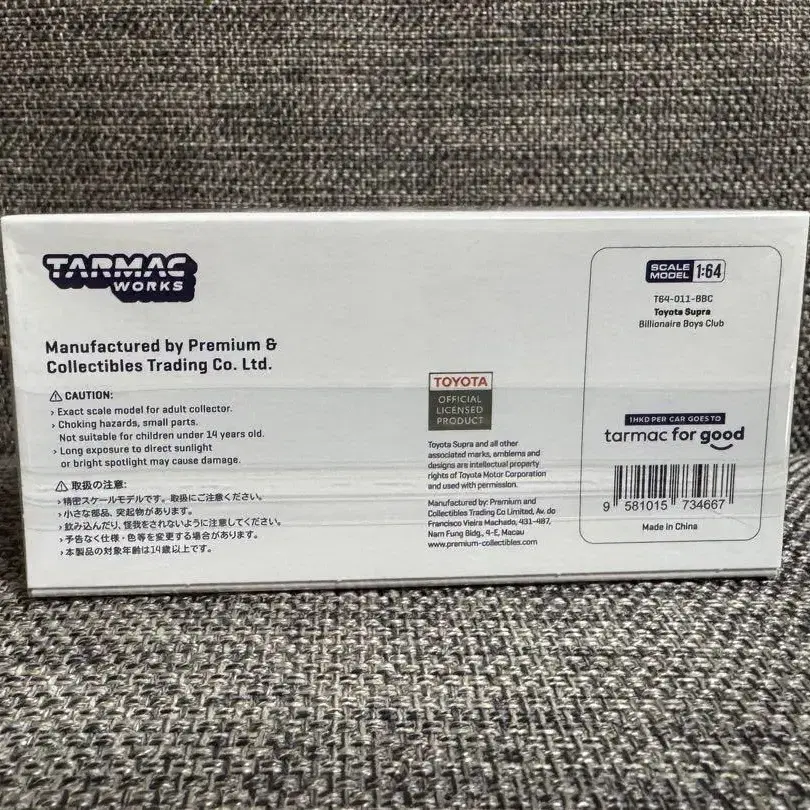 TARMAC
WORKS
Manufactured by Premium &
Collectibles Trading Co. Ltd.
⚠ CAUTION:
› Exact scale model for adult collector.
› Choking hazards, small parts.
Not suitable for children under 14 years old.
› Long exposure to direct sunlight
or bright spotlight may cause damage.
⚠ 取扱の注意:
› 精密スケールモデルです。取扱にご注意ください。
› 小さな部品、突起物があります。
› 飲み込んだり、怪我をされないように注意してください。
› 予告なく仕様・色等を変更する場合があります。
› 本製品の対象年齢は14歳以上です。
TOYOTA
OFFICIAL
LICENSED
PRODUCT
Toyota Supra and all other
associated marks, emblems and
designs are intellectual property
rights of Toyota Motor Corporation
and used with permission.
Manufactured by: Premium and
Collectibles Trading Co Limited, Av. do
Francisco Vieira Machado, 431-487,
Nam Fung Bldg., 4-E, Macau
www.premium-collectibles.com
SCALE
MODEL 1:64
T64-011-BBC
Toyota Supra
Billionaire Boys Club
1HKD PER CAR GOES TO
tarmac for good
9 581015 734667
Made in China